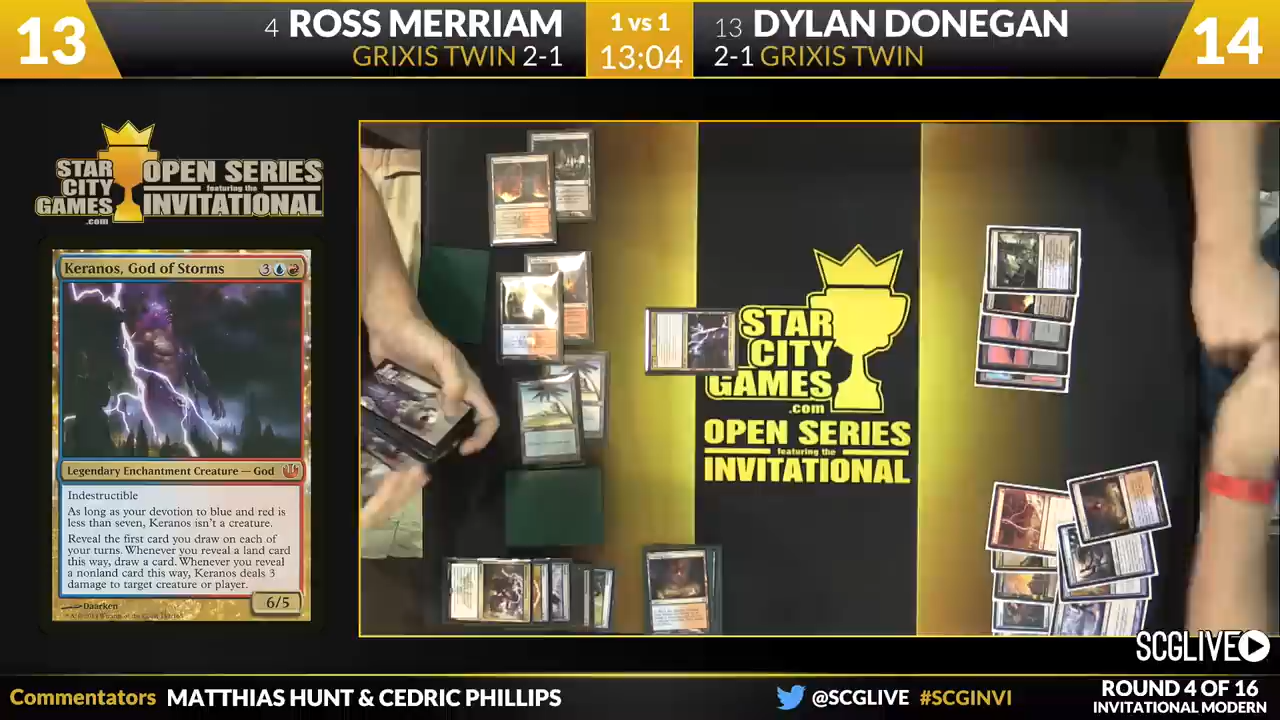 13
4 ROSS MERRIAM
GRIXIS TWIN 2-1
1 vs 1
13:04
13 DYLAN DONEGAN
2-1 GRIXIS TWIN
14
STAR
CITY
GAMES
.com
OPEN SERIES
featuring the
INVITATIONAL
Keranos, God of Storms 3
Legendary Enchantment Creature — God
Indestructible
As long as your devotion to blue and red is
less than seven, Keranos isn't a creature.
Reveal the first card you draw on each of
your turns. Whenever you reveal a land card
this way, draw a card. Whenever you reveal
a nonland card this way, Keranos deals 3
damage to target creature or player.
Daarken
6/5
STAR
CITY
GAMES
.com
OPEN SERIES
featuring the
INVITATIONAL
SCGLIVE
Commentators MATTHIAS HUNT & CEDRIC PHILLIPS
@SCGLIVE #SCGINVI
ROUND 4 OF 16
INVITATIONAL MODERN